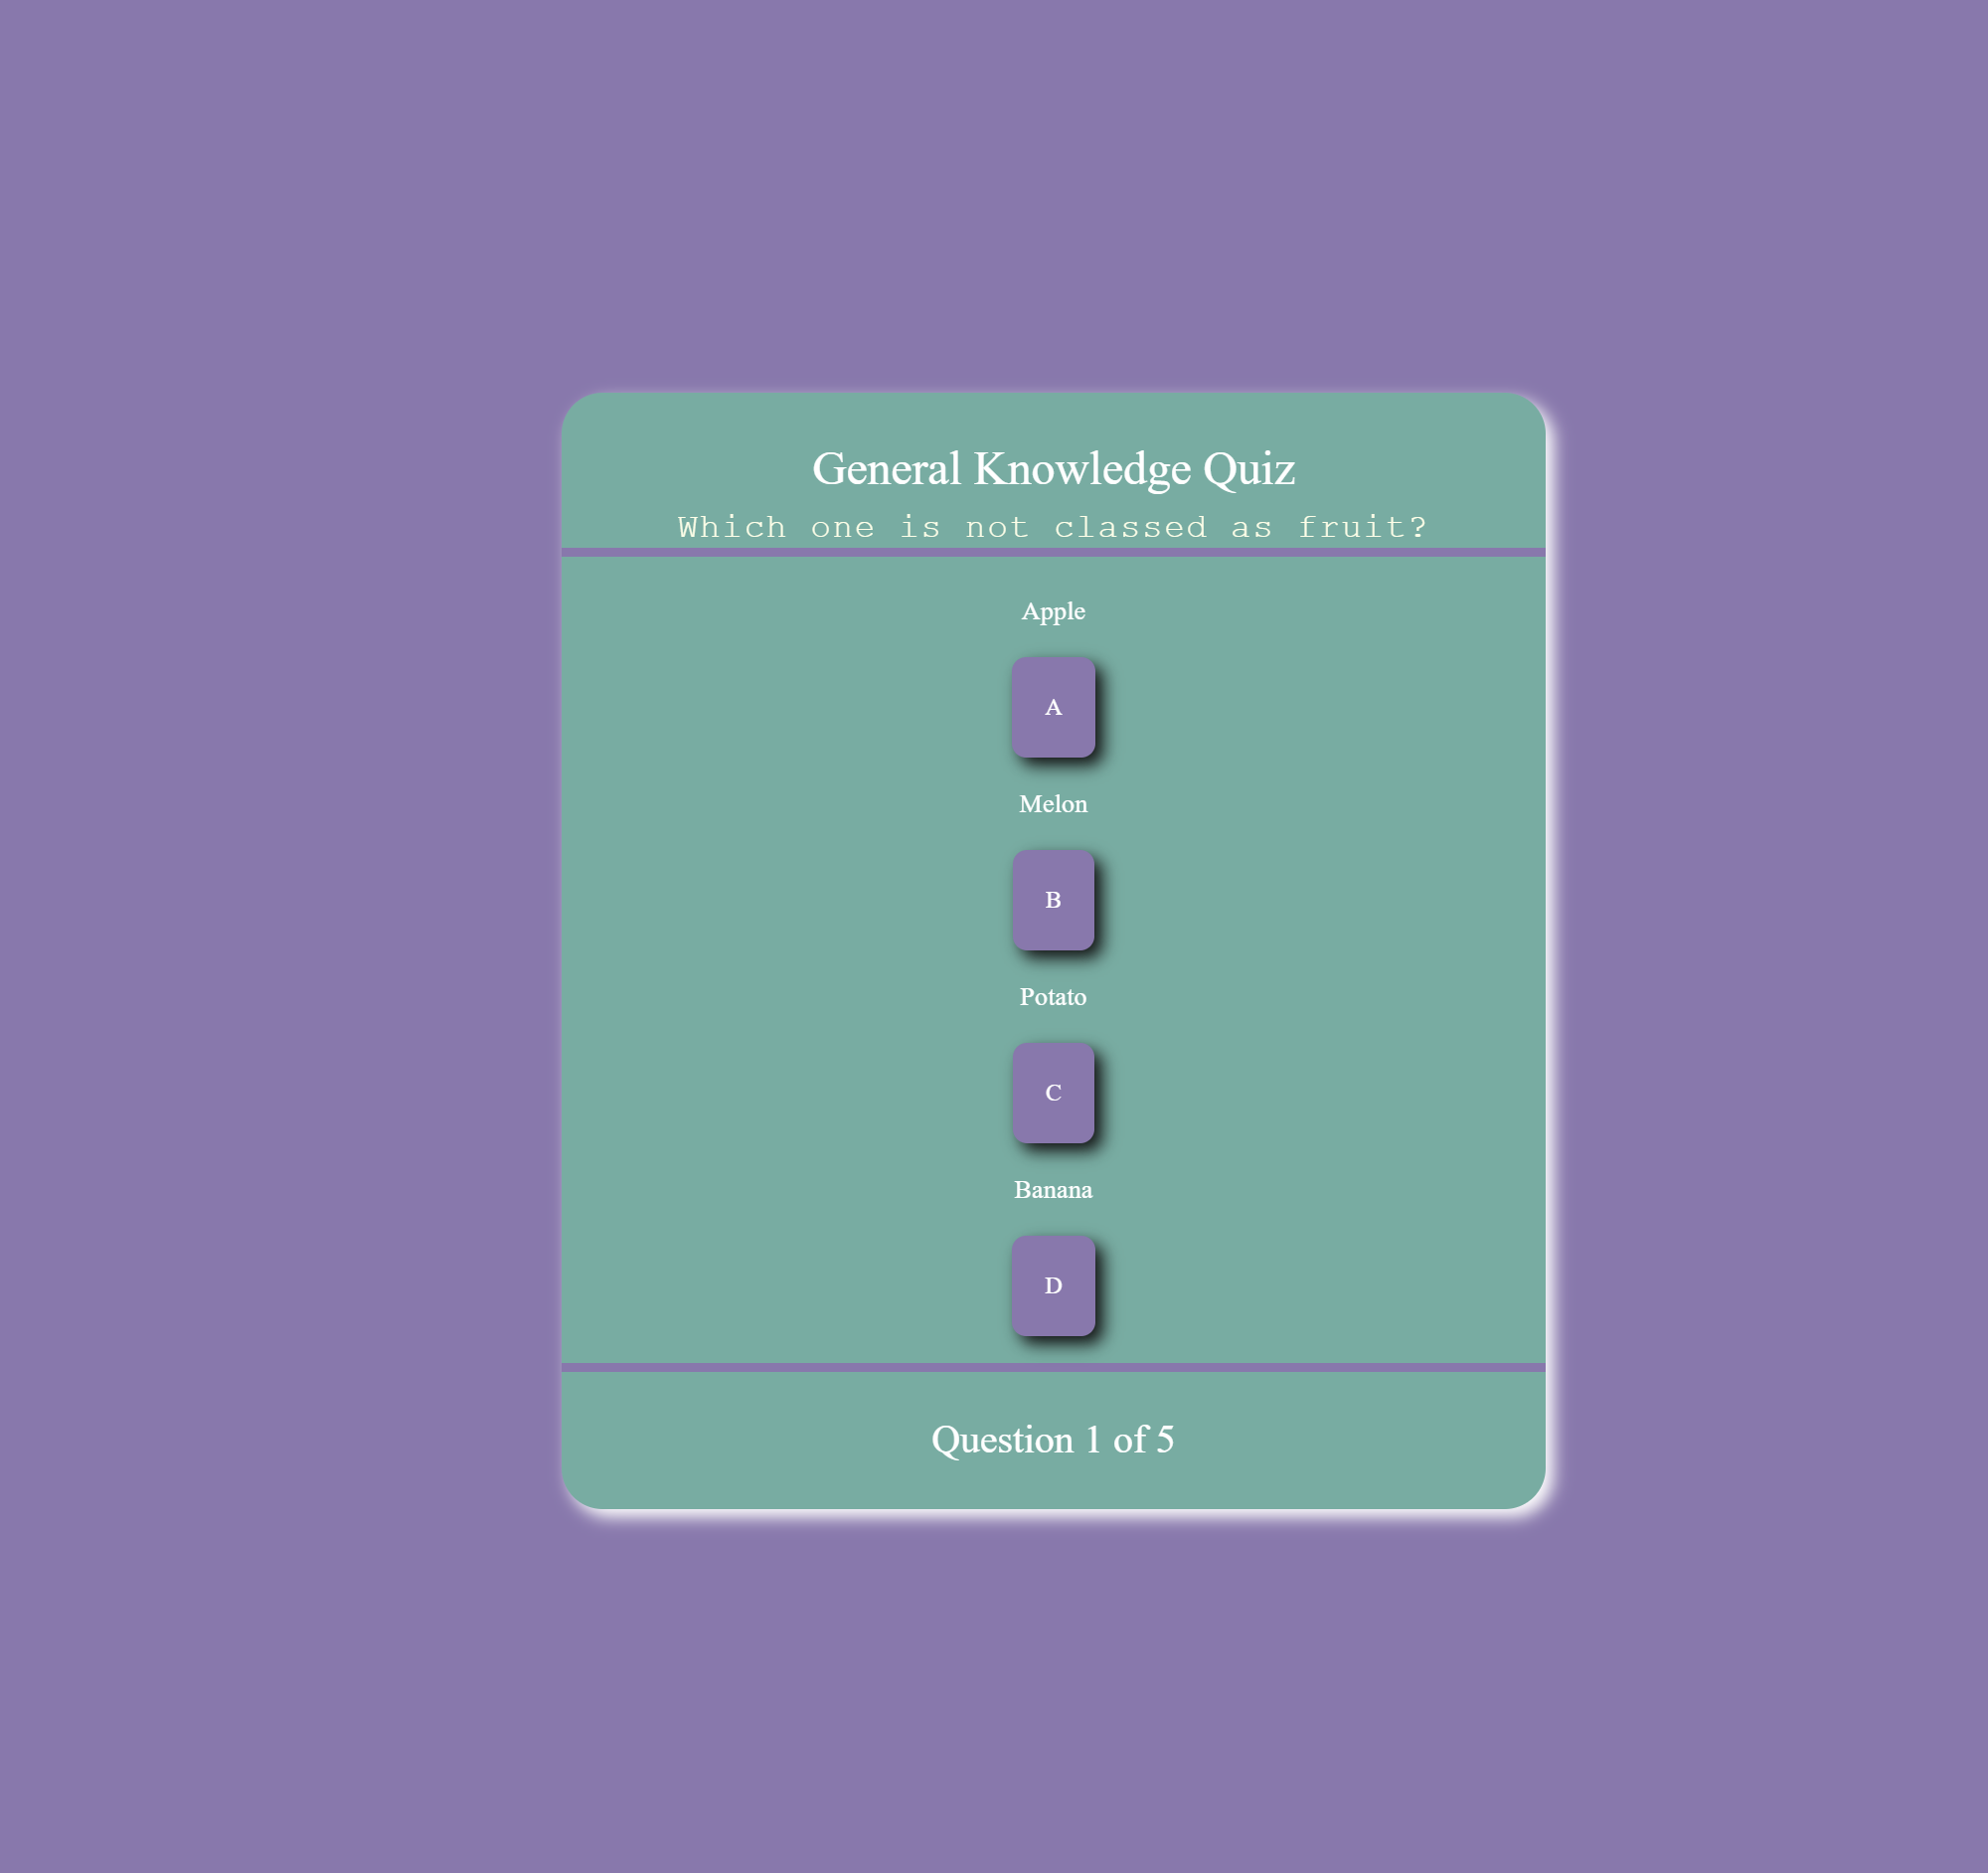 General Knowledge Quiz
Which one is not classed as fruit?
Apple
A
Melon
B
Potato
C
Banana
D
Question 1 of 5